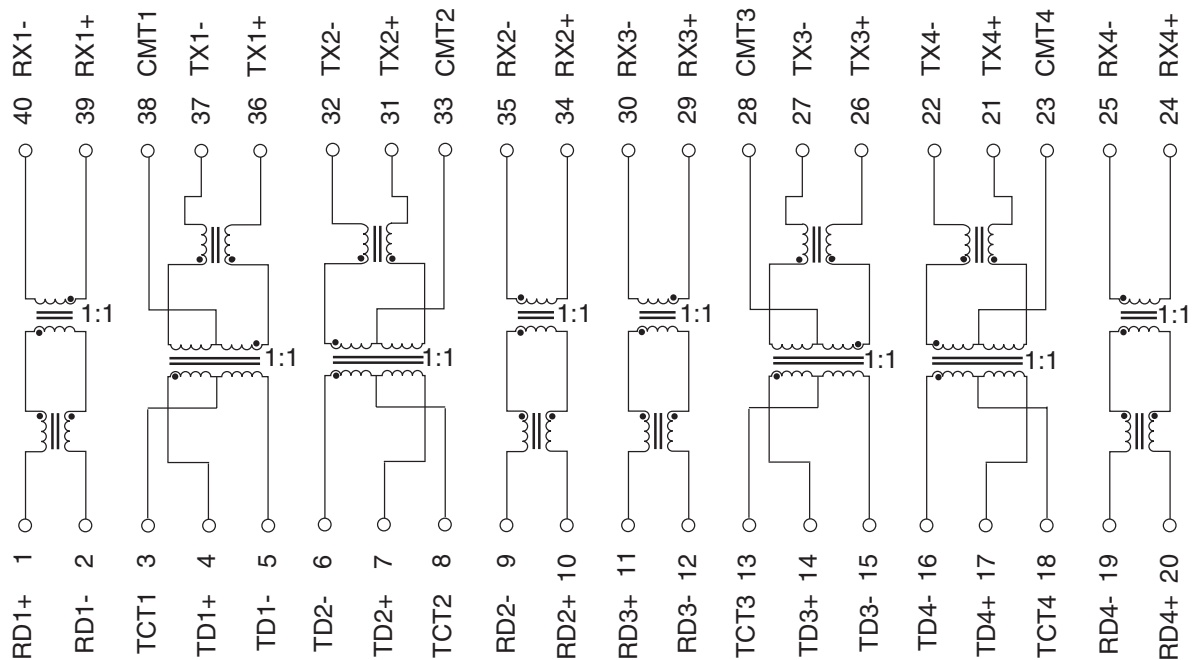 RX1- RX1+ CMT1 TX1- TX1+ TX2- TX2+ CMT2 RX2- RX2+ RX3- RX3+ CMT3 TX3- TX3+ TX4- TX4+ CMT4 RX4- RX4+
40 39 38 37 36 32 31 33 35 34 30 29 28 27 26 22 21 23 25 24
1:1 1:1 1:1 1:1 1:1 1:1 1:1 1:1
1 2 3 4 5 6 7 8 9 10 11 12 13 14 15 16 17 18 19 20
RD1+ RD1- TCT1 TD1+ TD1- TD2- TD2+ TCT2 RD2- RD2+ RD3+ RD3- TCT3 TD3+ TD3- TD4- TD4+ TCT4 RD4- RD4+